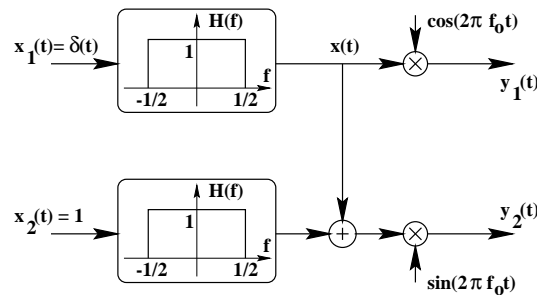 cos(2π f₀t)
x₁(t)= δ(t)
H(f)
1
f
-1/2 1/2
x(t)
×
y₁(t)
x₂(t) = 1
H(f)
1
f
-1/2 1/2
+
×
y₂(t)
sin(2π f₀t)